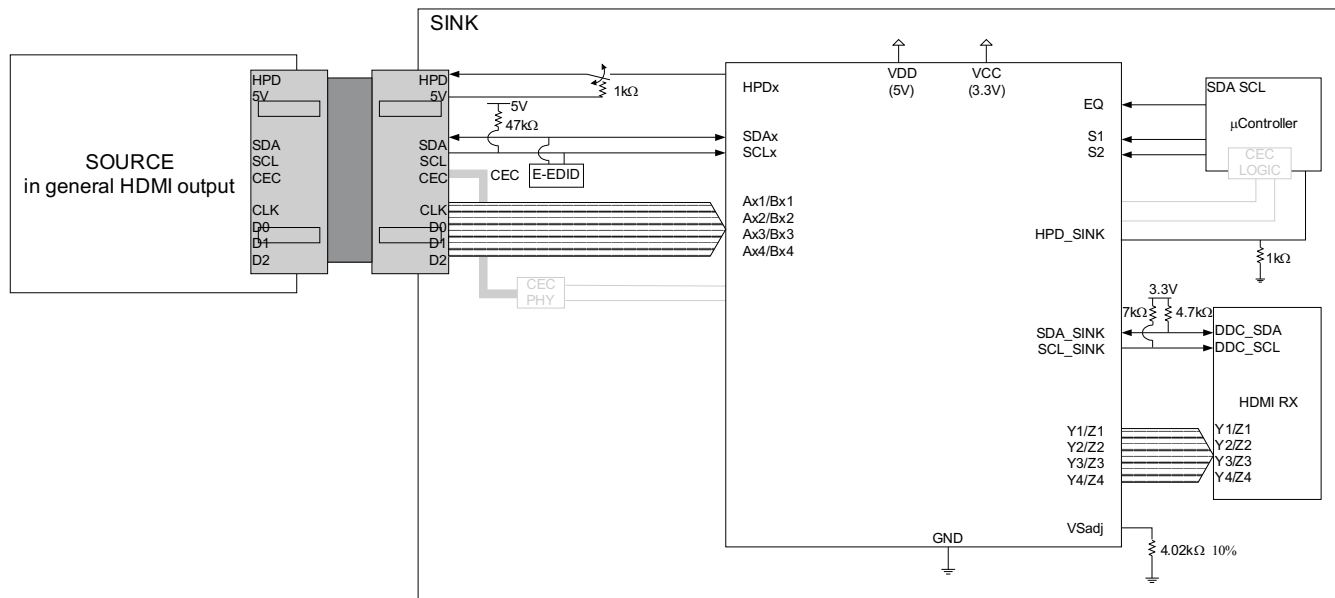 SINK
SOURCE
in general HDMI output
HPD
5V
SDA
SCL
CEC
CLK
D0
D1
D2
HPD
5V
SDA
SCL
CEC
CLK
D0
D1
D2
1kΩ
5V
47kΩ
CEC
E-EDID
CEC
PHY
HPDx
SDAx
SCLx
Ax1/Bx1
Ax2/Bx2
Ax3/Bx3
Ax4/Bx4
VDD
(5V)
VCC
(3.3V)
EQ
S1
S2
HPD_SINK
SDA_SINK
SCL_SINK
Y1/Z1
Y2/Z2
Y3/Z3
Y4/Z4
VSadj
GND
SDA SCL
μController
CEC
LOGIC
1kΩ
3.3V
7kΩ
4.7kΩ
DDC_SDA
DDC_SCL
HDMI RX
Y1/Z1
Y2/Z2
Y3/Z3
Y4/Z4
4.02kΩ 10%